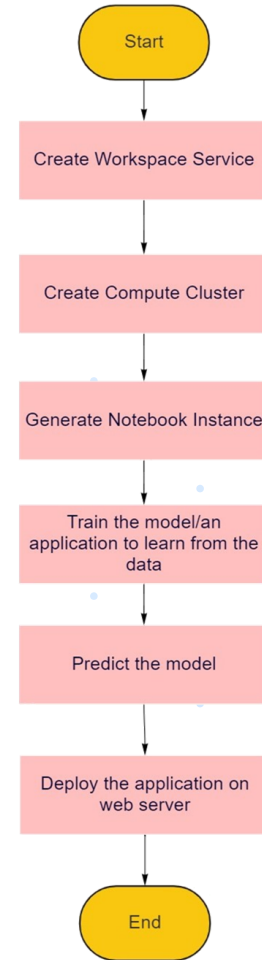 Start
Create Workspace Service
Create Compute Cluster
Generate Notebook Instance
Train the model/an
application to learn from the
data
Predict the model
Deploy the application on
web server
End